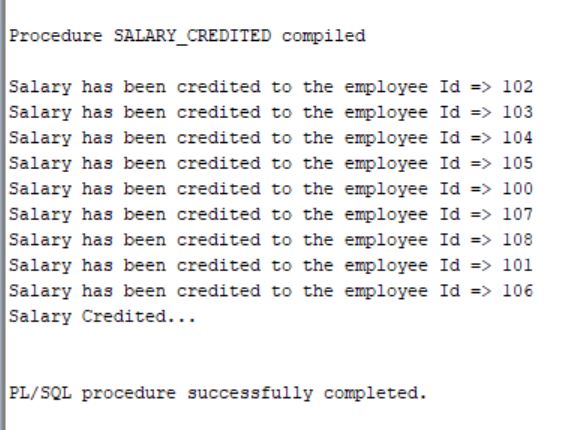 Procedure SALARY_CREDITED compiled
Salary has been credited to the employee Id => 102
Salary has been credited to the employee Id => 103
Salary has been credited to the employee Id => 104
Salary has been credited to the employee Id => 105
Salary has been credited to the employee Id => 100
Salary has been credited to the employee Id => 107
Salary has been credited to the employee Id => 108
Salary has been credited to the employee Id => 101
Salary has been credited to the employee Id => 106
Salary Credited...
PL/SQL procedure successfully completed.